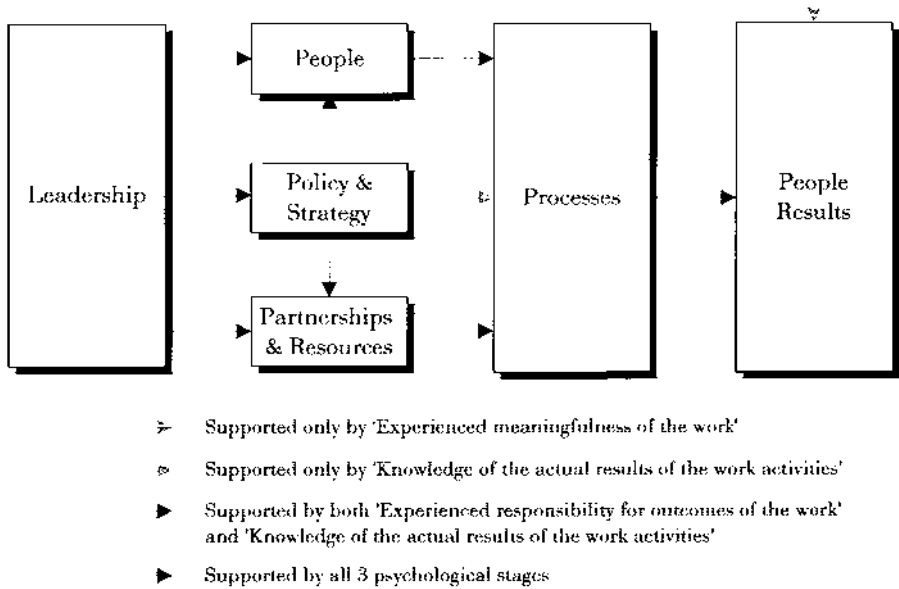 People
Leadership
Policy &
Strategy
Processes
People
Results
Partnerships
& Resources
Supported only by 'Experienced meaningfulness of the work'
Supported only by 'Knowledge of the actual results of the work activities'
Supported by both 'Experienced responsibility for outcomes of the work'
and 'Knowledge of the actual results of the work activities'
Supported by all 3 psychological stages